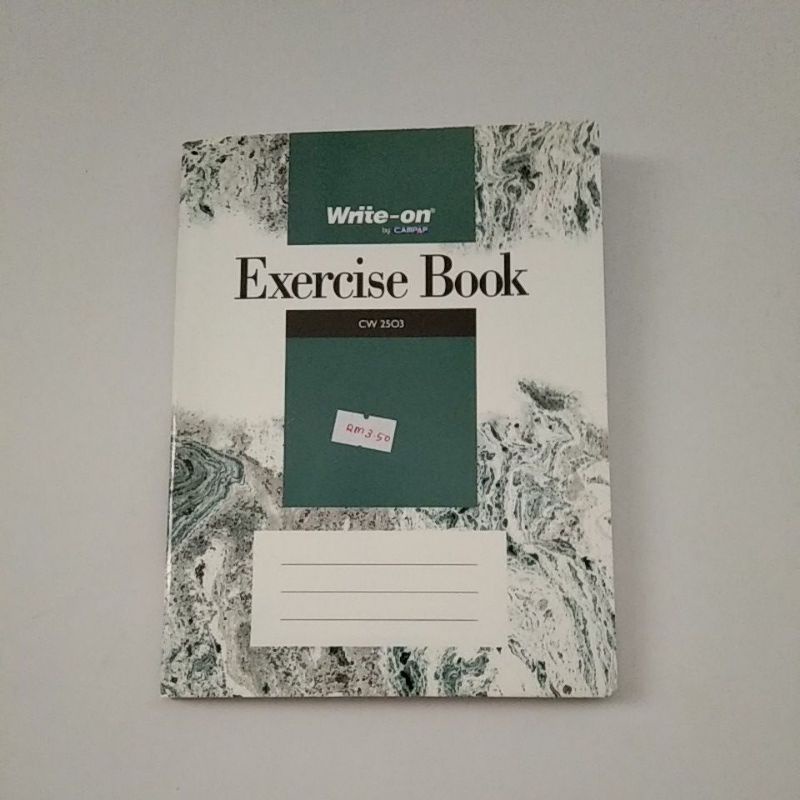 Write-on®
by CAMPAP
Exercise Book
CW 2503
RM3.50